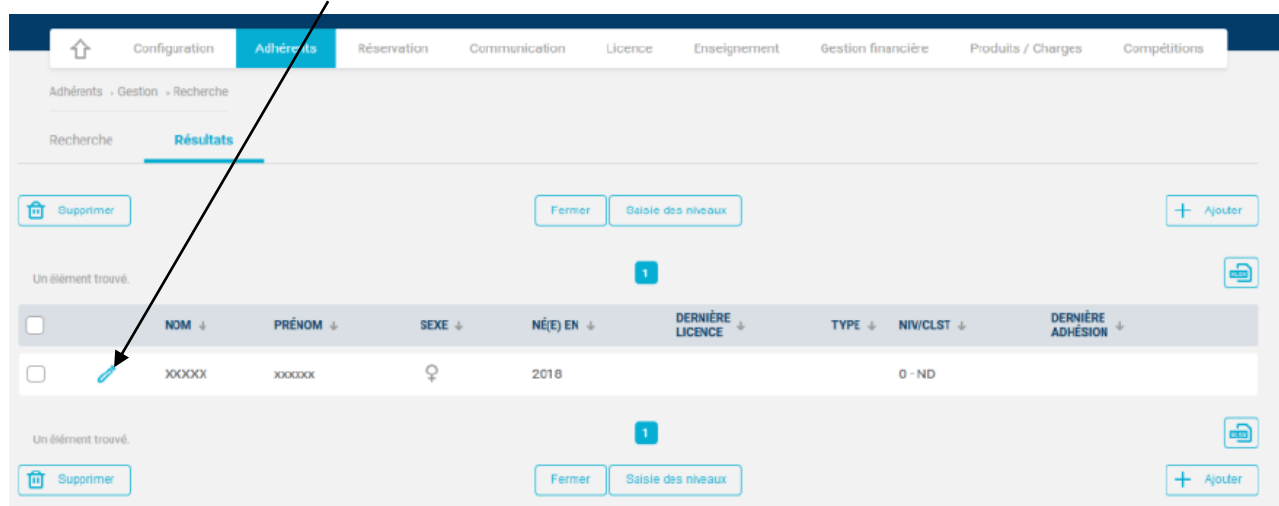 Configuration Adhérents Réservation Communication Licence Enseignement Gestion financière Produits / Charges Compétitions
Adhérents › Gestion » Recherche
Recherche Résultats
Supprimer Fermer Saisie des niveaux Ajouter
Un élément trouvé. 1 XLSX
NOM PRÉNOM SEXE NÉ(E) EN DERNIÈRE LICENCE TYPE NIV/CLST DERNIÈRE ADHÉSION
XXXXX xxxxxx 2018 0 - ND
Un élément trouvé. 1 XLSX
Supprimer Fermer Saisie des niveaux Ajouter